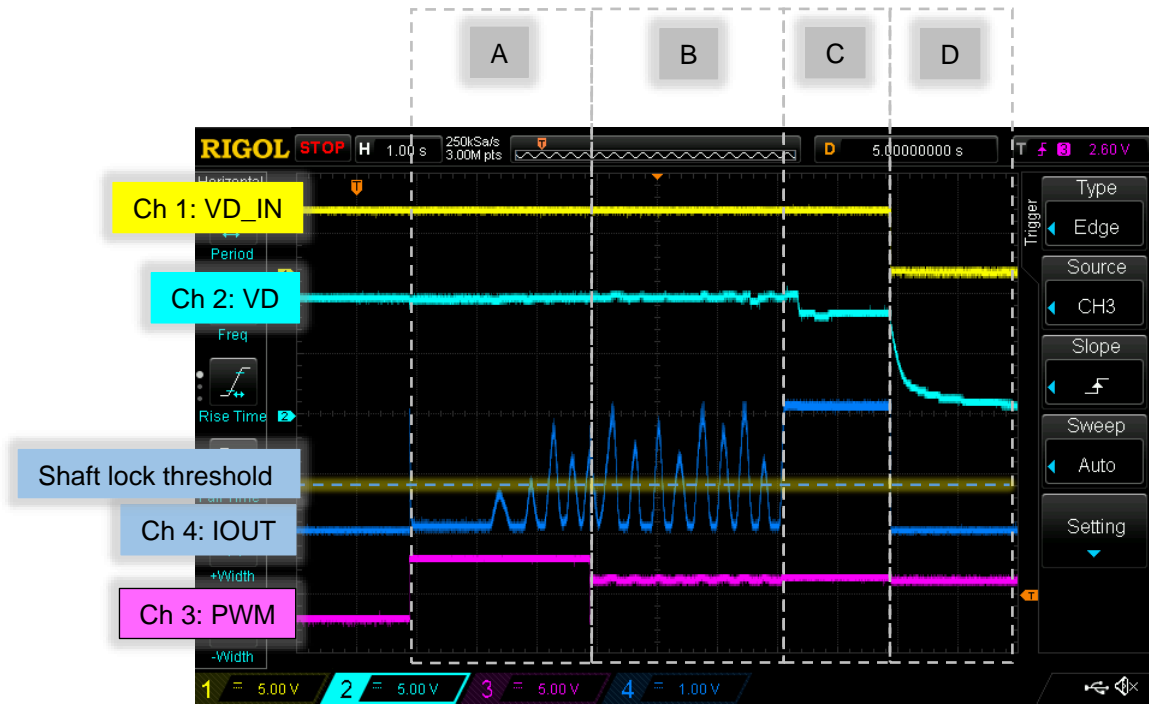 A B C D
RIGOL STOP H 1.00 s 250kSa/s 3.00M pts T D 5.00000000 s T 3 2.60 V
Horizontal
T
Ch 1: VD_IN
Period
Ch 2: VD
Freq
Rise Time 2
Shaft lock threshold
Fall Time
Ch 4: IOUT
+Width
Ch 3: PWM
-Width
T
Trigger
Type
Edge
Source
CH3
Slope
Sweep
Auto
Setting
1 5.00 V 2 5.00 V 3 5.00 V 4 1.00 V